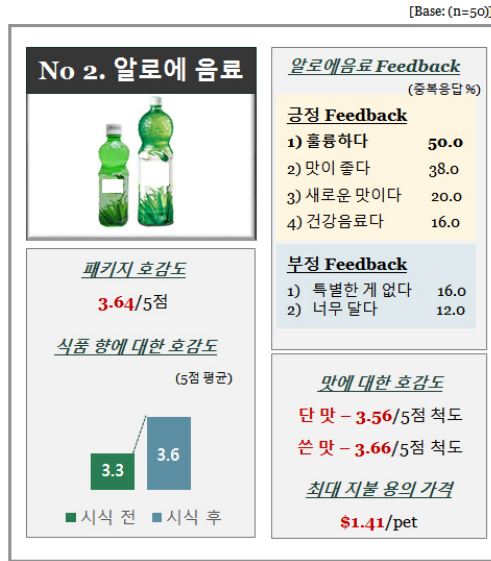 [Base: (n=50)]
No 2. 알로에 음료
패키지 호감도
3.64/5점
식품 향에 대한 호감도
(5점 평균)
3.3
3.6
시식 전
시식 후
알로에음료 Feedback
(중복응답%)
긍정 Feedback
1) 훌륭하다 50.0
2) 맛이 좋다 38.0
3) 새로운 맛이다 20.0
4) 건강음료다 16.0
부정 Feedback
1) 특별한 게 없다 16.0
2) 너무 달다 12.0
맛에 대한 호감도
단 맛 – 3.56/5점 척도
쓴 맛 – 3.66/5점 척도
최대 지불 용의 가격
$1.41/pet